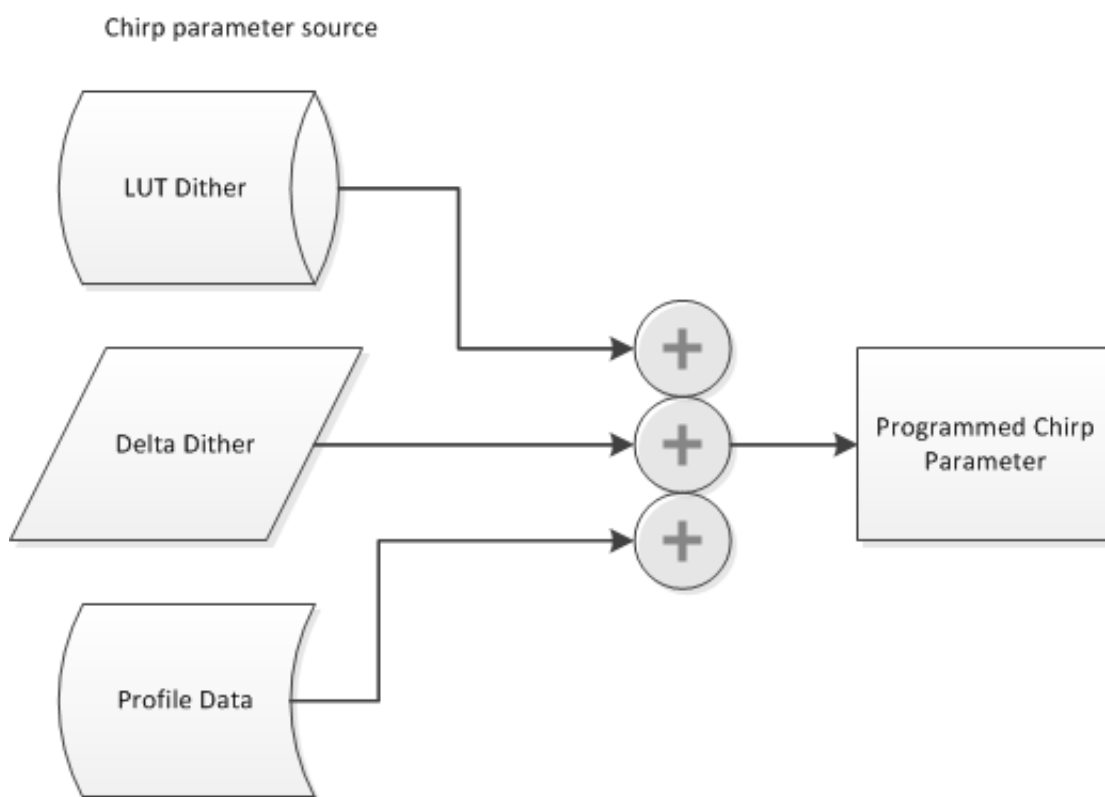 Chirp parameter source
LUT Dither
Delta Dither
Programmed Chirp
Parameter
Profile Data